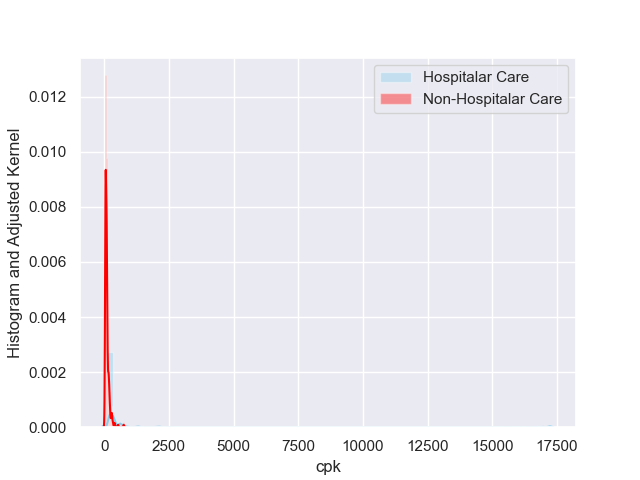 Hospitalar Care
Non-Hospitalar Care
Histogram and Adjusted Kernel
0.012
0.010
0.008
0.006
0.004
0.002
0.000
0 2500 5000 7500 10000 12500 15000 17500
cpk